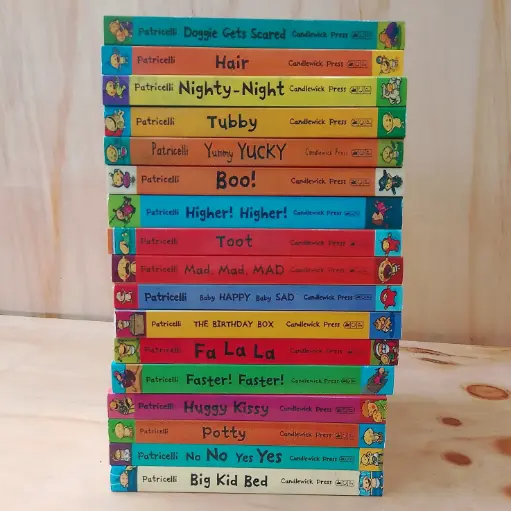 Patricelli Doggie Gets Scared Candlewick Press
Patricelli Hair Candlewick Press
Patricelli Nighty-Night Candlewick Press
Patricelli Tubby Candlewick Press
Patricelli Yummy YUCKY Candlewick Press
Patricelli Boo! Candlewick Press
Patricelli Higher! Higher! Candlewick Press
Patricelli Toot Candlewick Press
Patricelli Mad, Mad, MAD Candlewick Press
Patricelli Baby HAPPY Baby SAD Candlewick Press
Patricelli THE BIRTHDAY BOX Candlewick Press
Patricelli Fa La La Candlewick Press
Patricelli Faster! Faster! Candlewick Press
Patricelli Huggy Kissy Candlewick Press
Patricelli Potty Candlewick Press
Patricelli No No Yes Yes Candlewick Press
Patricelli Big Kid Bed Candlewick Press